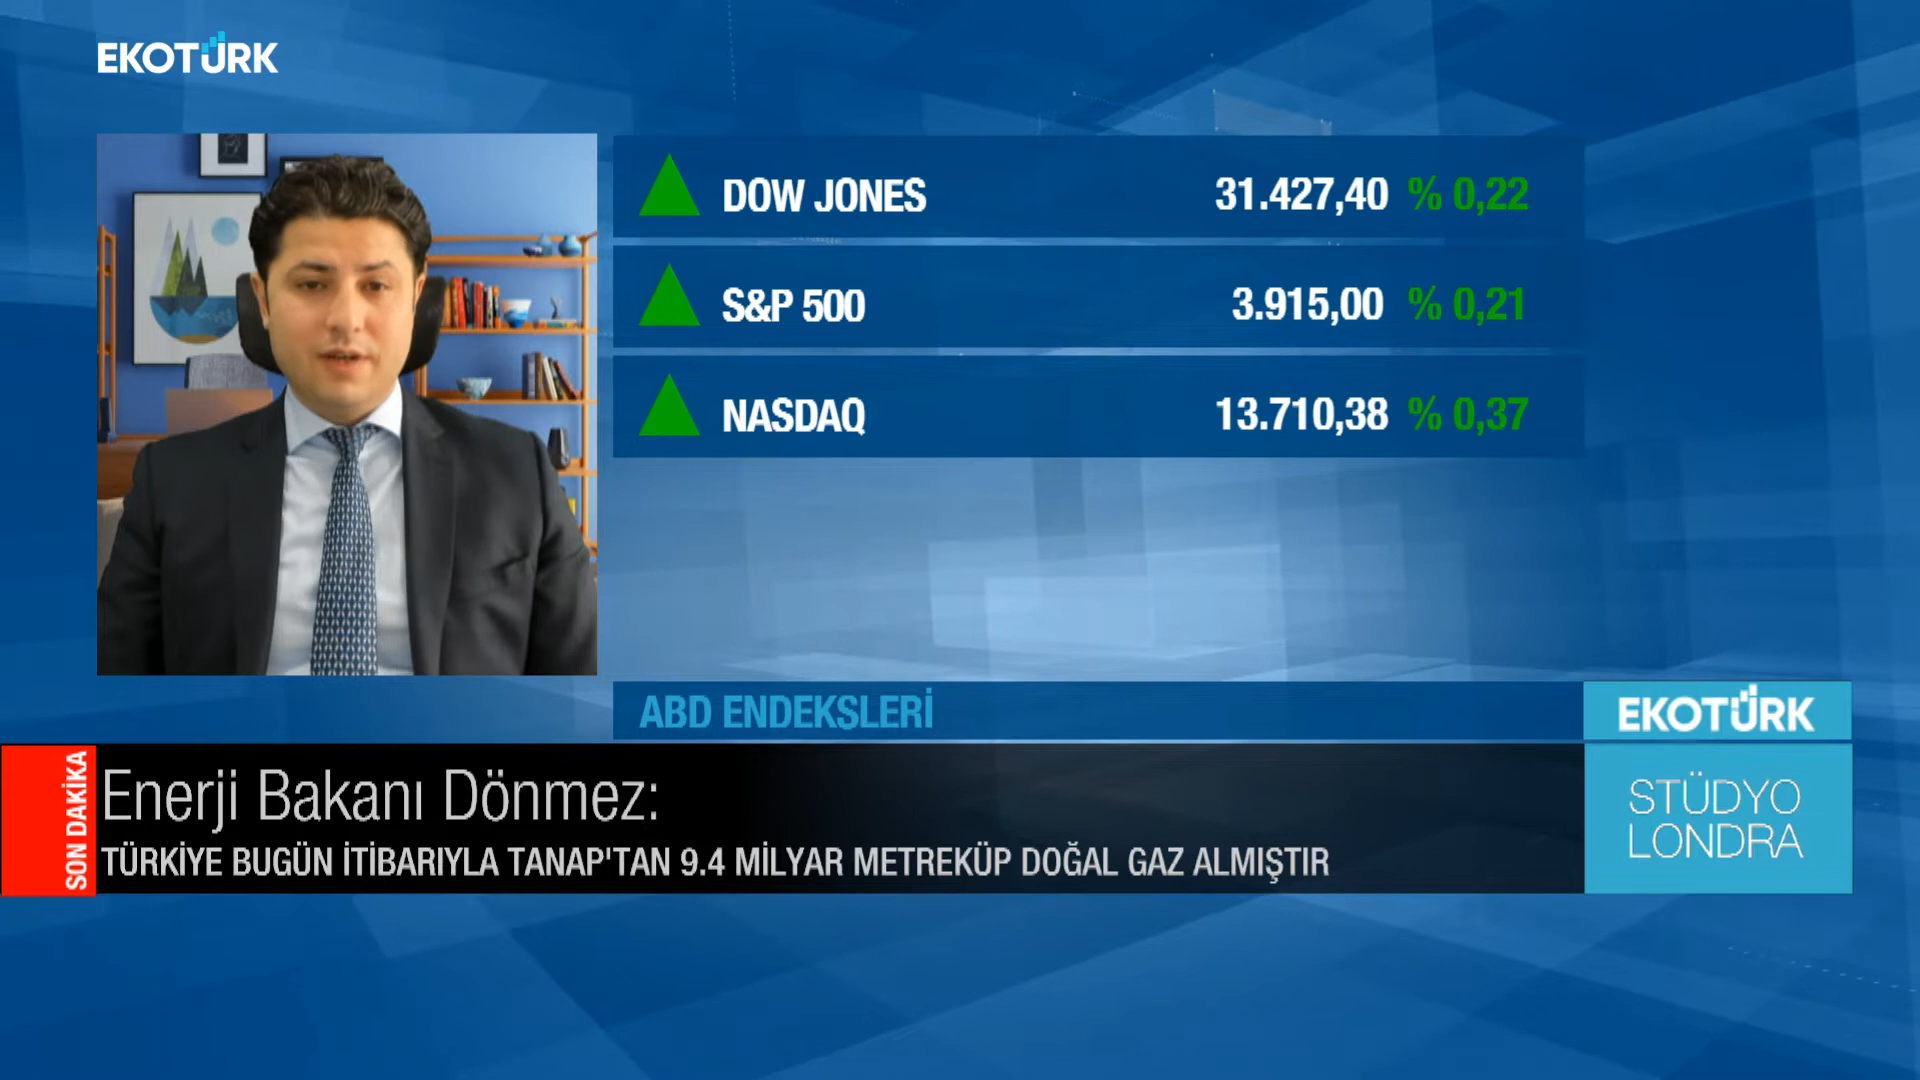 EKOTÜRK
DOW JONES 31.427,40 % 0,22
S&P 500 3.915,00 % 0,21
NASDAQ 13.710,38 % 0,37
ABD ENDEKSLERİ
EKOTÜRK
SON DAKİKA
Enerji Bakanı Dönmez:
TÜRKİYE BUGÜN İTİBARIYLA TANAP'TAN 9.4 MİLYAR METREKÜP DOĞAL GAZ ALMIŞTIR
STÜDYO
LONDRA